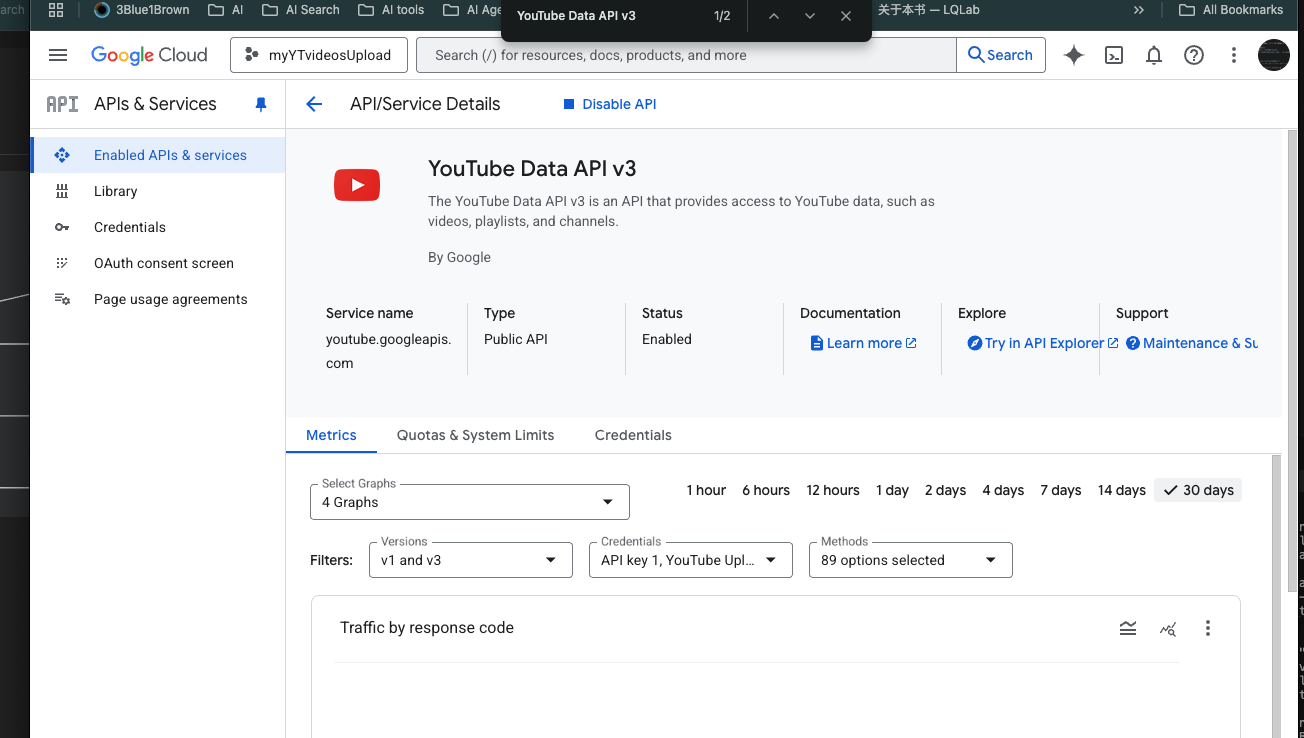 arch
3Blue1Brown
AI
AI Search
AI tools
AI Age
YouTube Data API v3
1/2
关于本书 — LQLab
All Bookmarks
Google Cloud
myYTvideosUpload
Search (/) for resources, docs, products, and more
Search
API
APIs & Services
API/Service Details
Disable API
Enabled APIs & services
Library
Credentials
OAuth consent screen
Page usage agreements
YouTube Data API v3
The YouTube Data API v3 is an API that provides access to YouTube data, such as
videos, playlists, and channels.
By Google
Service name
youtube.googleapis.
com
Type
Public API
Status
Enabled
Documentation
Learn more
Explore
Try in API Explorer
Support
Maintenance & Su
Metrics
Quotas & System Limits
Credentials
Select Graphs
4 Graphs
1 hour
6 hours
12 hours
1 day
2 days
4 days
7 days
14 days
30 days
Filters:
Versions
v1 and v3
Credentials
API key 1, YouTube Upl...
Methods
89 options selected
Traffic by response code